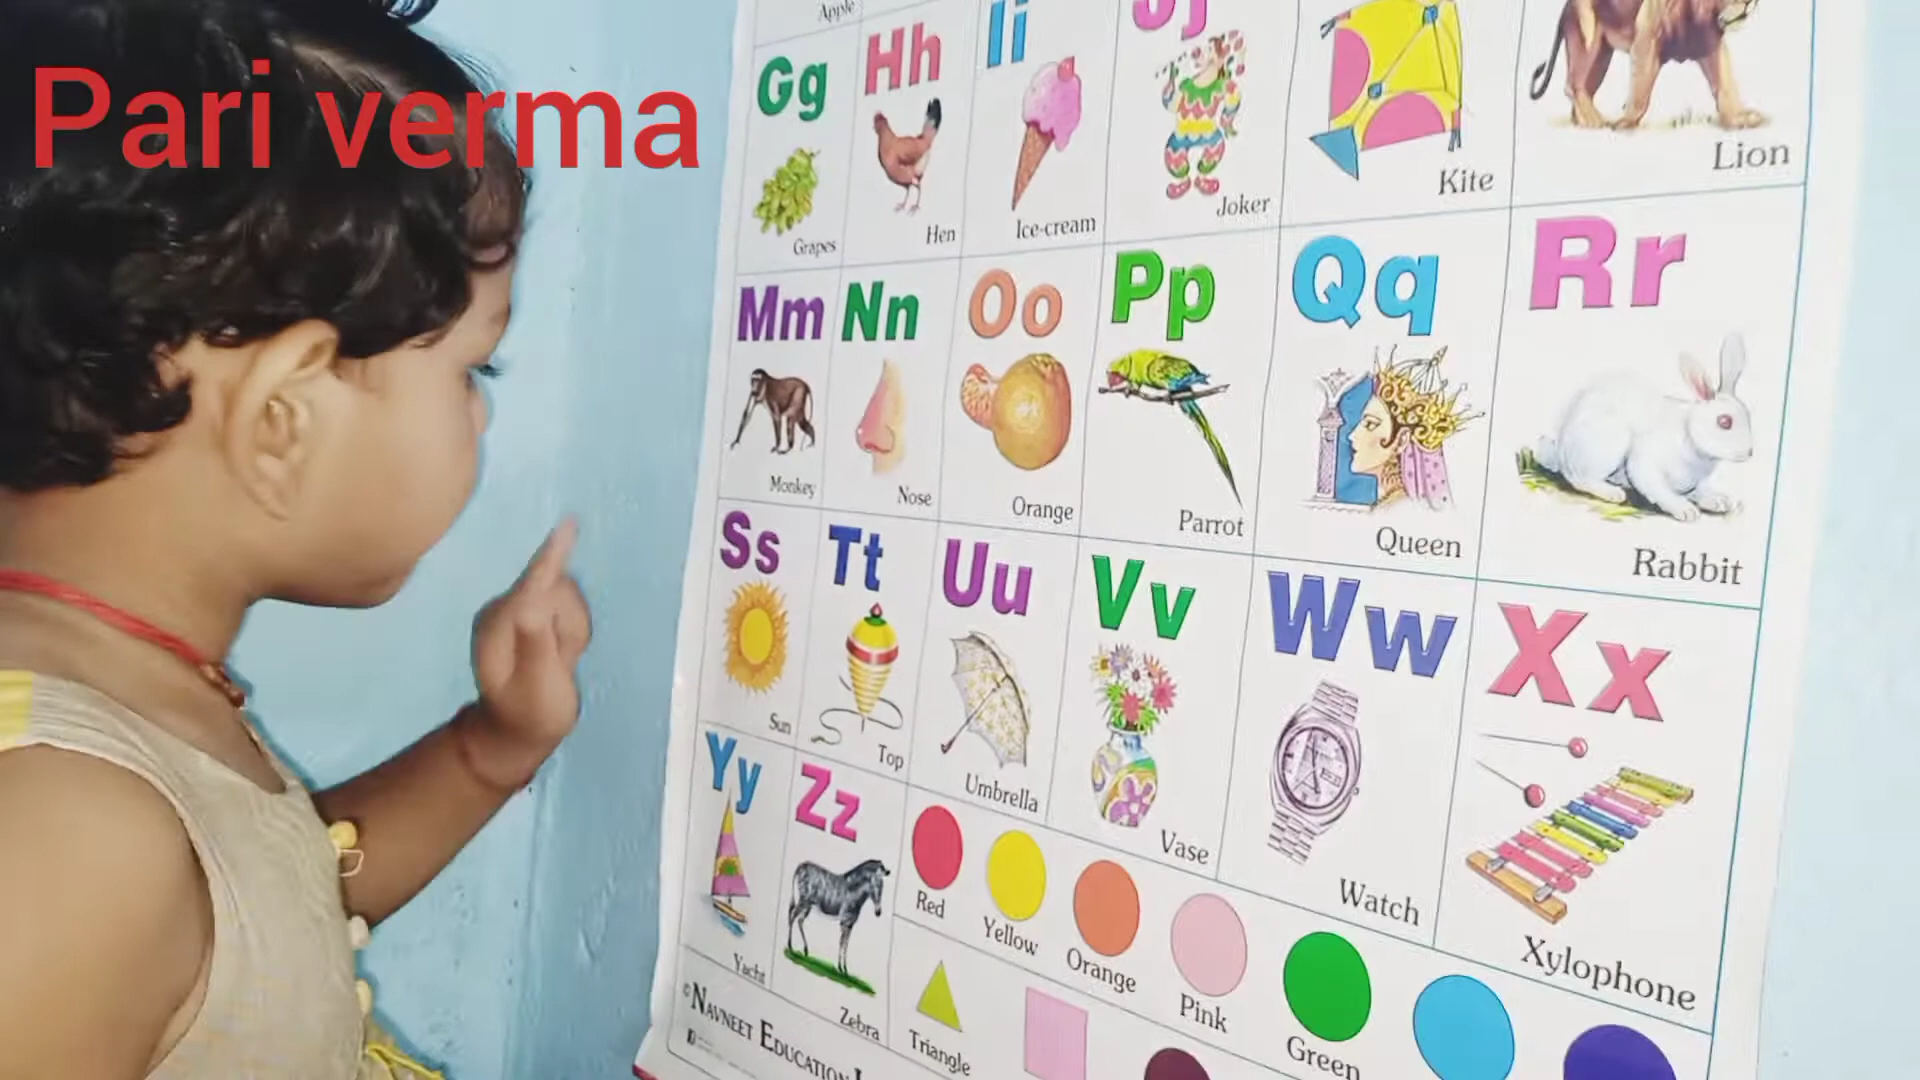 Pari verma
Apple
Gg Hh Ii Jj
Grapes Hen Ice-cream Joker Kite Lion
Mm Nn Oo Pp Qq Rr
Monkey Nose Orange Parrot Queen Rabbit
Ss Tt Uu Vv Ww Xx
Sun Top Umbrella Vase Watch Xylophone
Yy Zz
Yacht Zebra
Red Yellow Orange Pink Green
Triangle
©NAVNEET EDUCATION